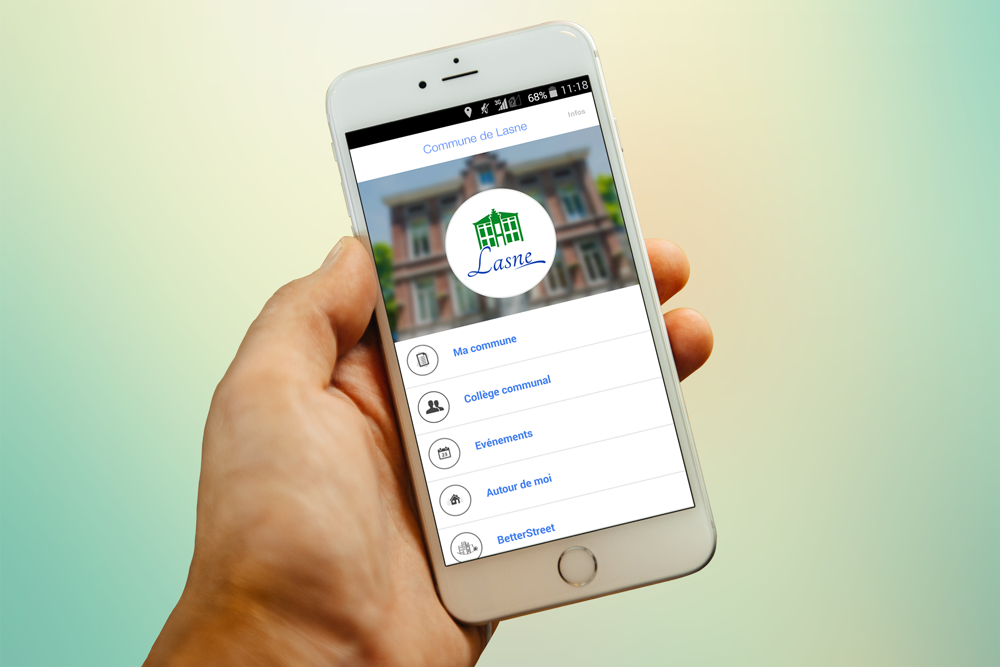 3G 68% 11:18
Commune de Lasne
Infos
Lasne
Ma commune
Collège communal
23
Evénements
Autour de moi
BetterStreet